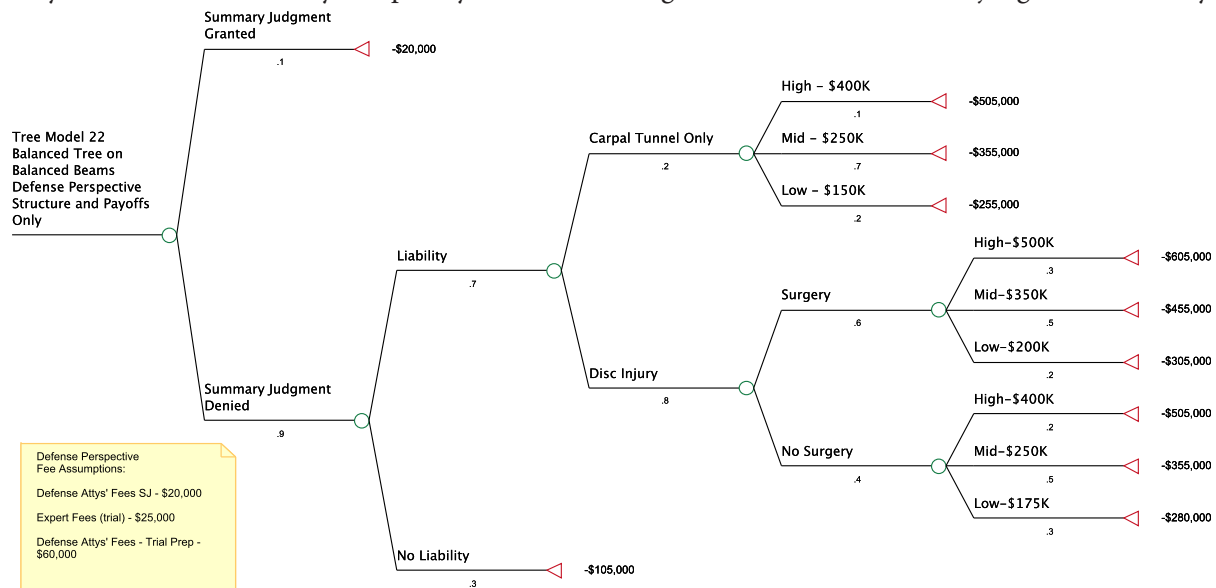 Summary Judgment
Granted
.1
-$20,000
Tree Model 22
Balanced Tree on
Balanced Beams
Defense Perspective
Structure and Payoffs
Only
High - $400K
.1
-$505,000
Carpal Tunnel Only
.2
Mid - $250K
.7
-$355,000
Low - $150K
.2
-$255,000
Liability
.7
High-$500K
.3
-$605,000
Surgery
.6
Mid-$350K
.5
-$455,000
Low-$200K
.2
-$305,000
Disc Injury
.8
High-$400K
.2
-$505,000
No Surgery
.4
Mid-$250K
.5
-$355,000
Low-$175K
.3
-$280,000
Summary Judgment
Denied
.9
No Liability
.3
-$105,000
Defense Perspective
Fee Assumptions:
Defense Attys' Fees SJ - $20,000
Expert Fees (trial) - $25,000
Defense Attys' Fees - Trial Prep -
$60,000